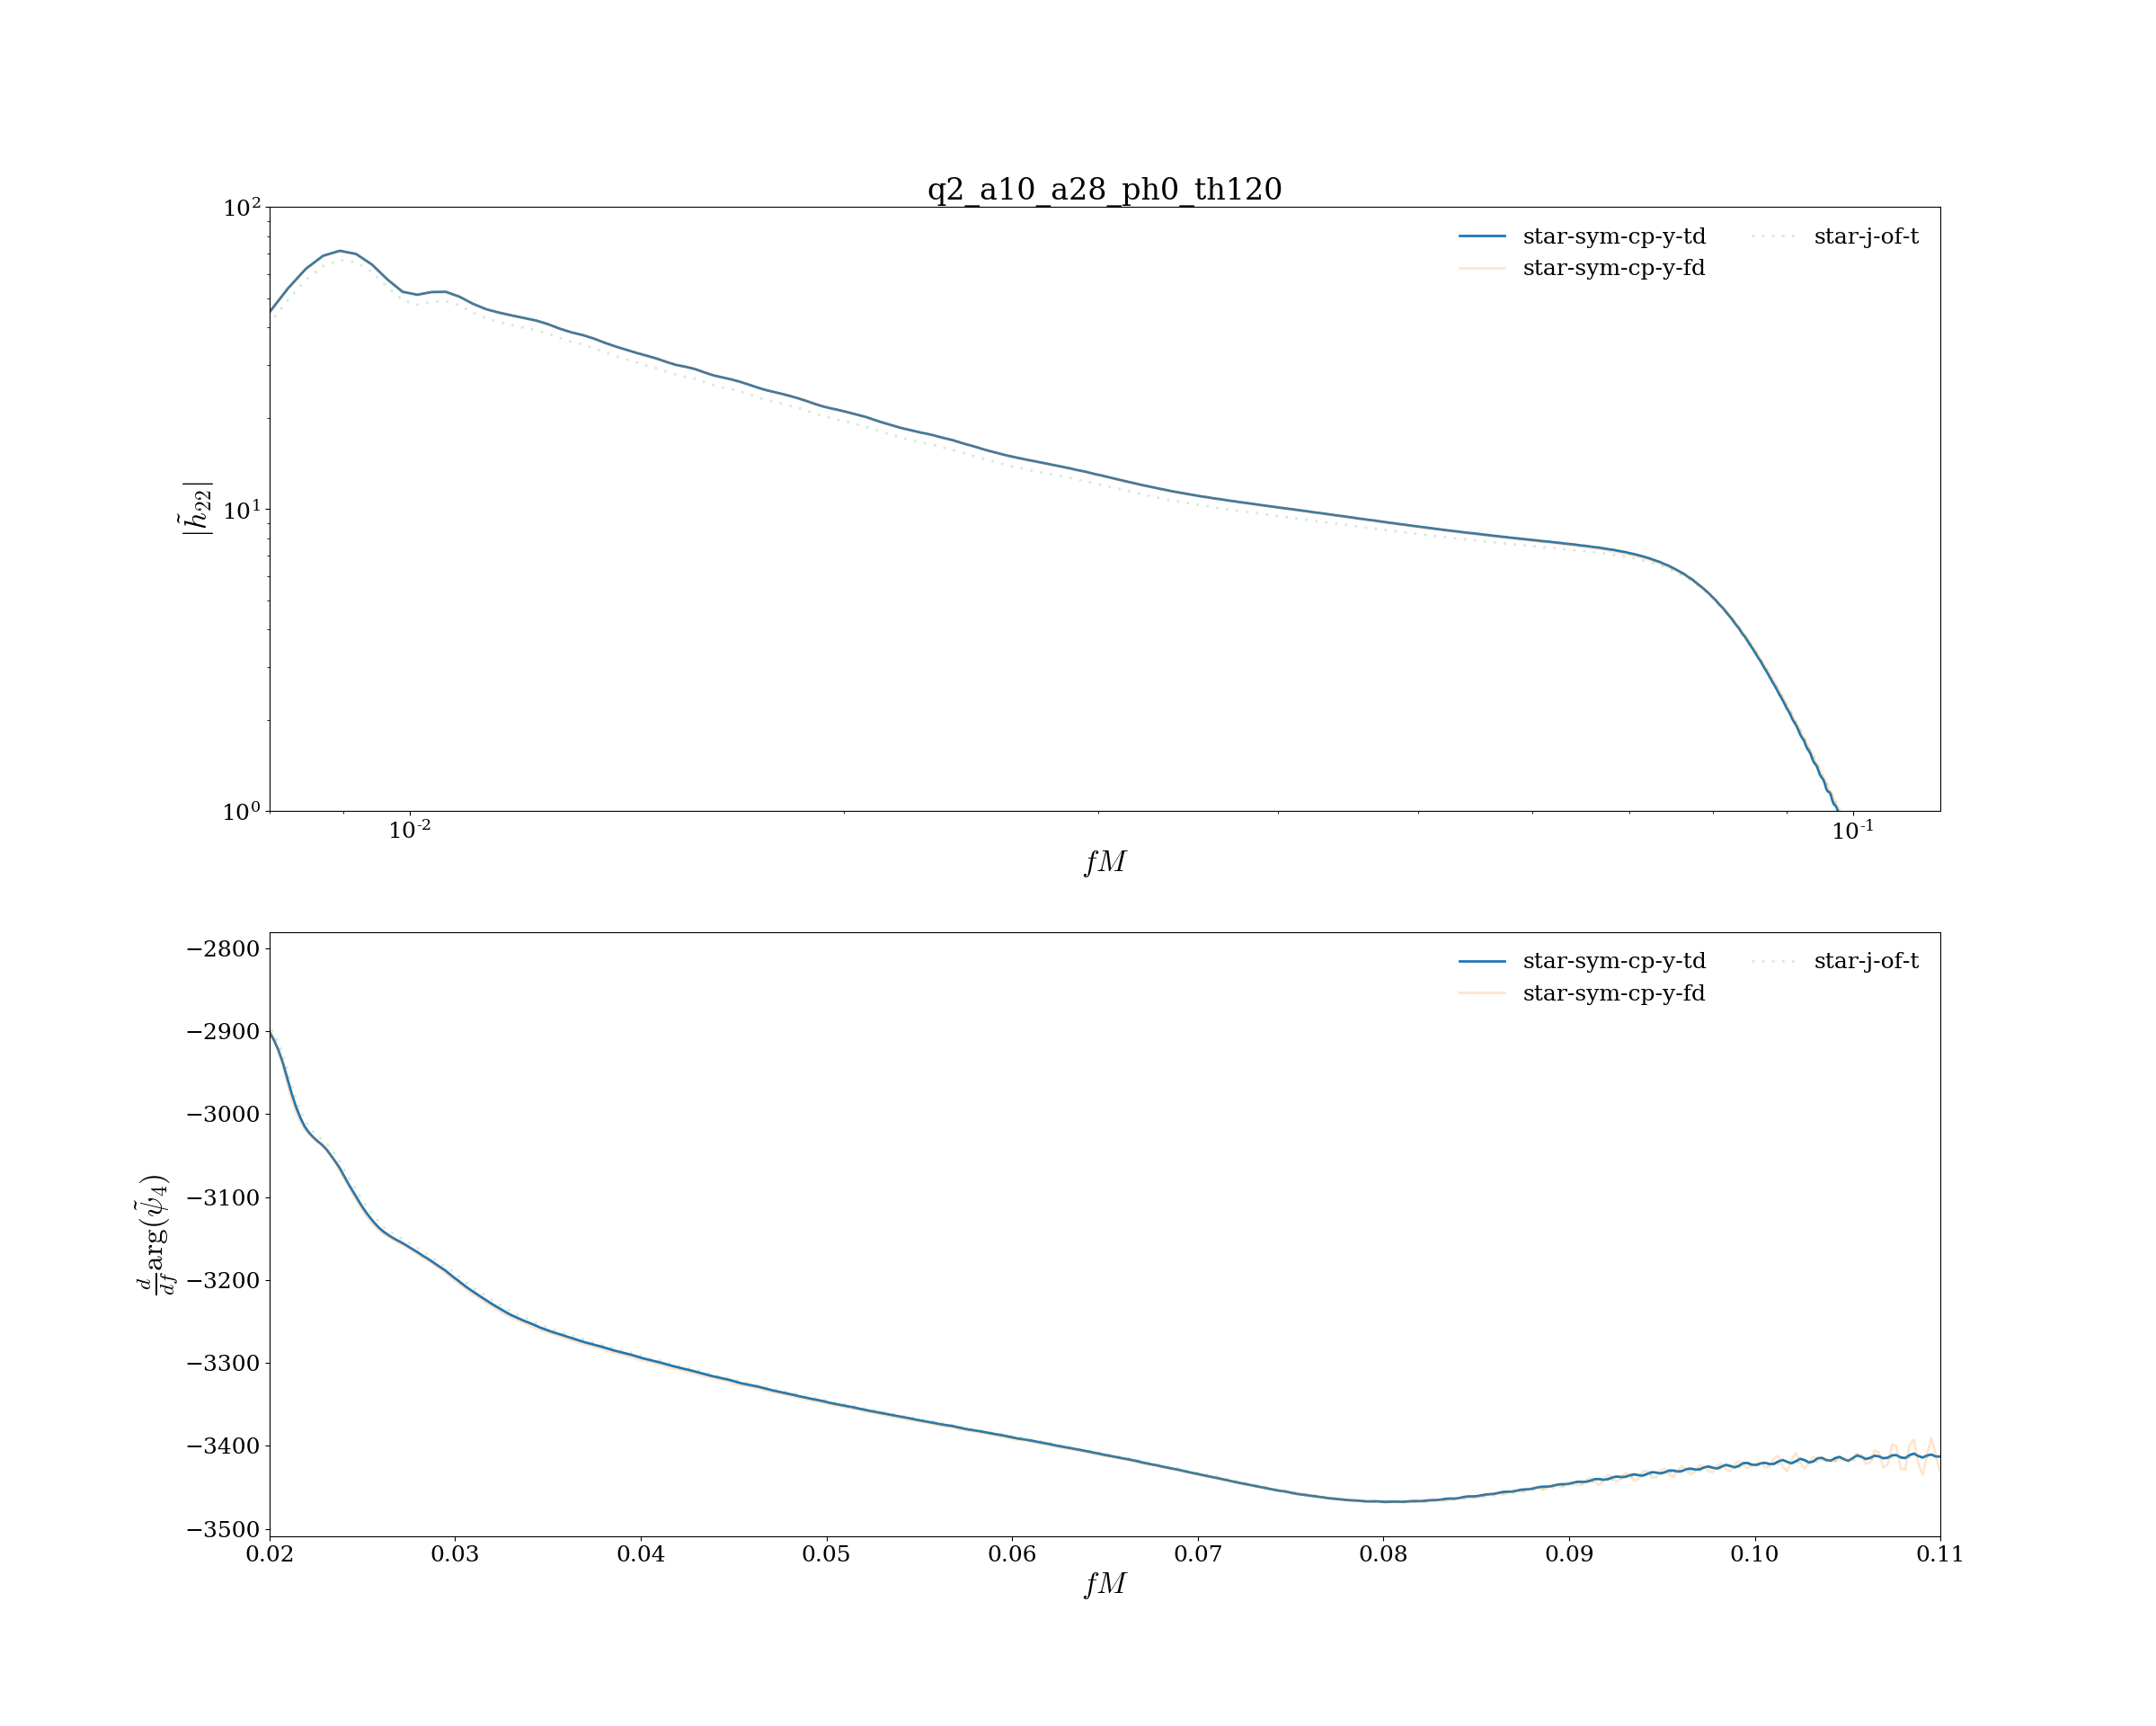 q2_a10_a28_ph0_th120
10²
10¹
10⁰
|h̃₂₂|
star-sym-cp-y-td
star-sym-cp-y-fd
star-j-of-t
10⁻²
10⁻¹
fM
−2800
−2900
−3000
−3100
−3200
−3300
−3400
−3500
d/df arg(ψ̃₄)
star-sym-cp-y-td
star-sym-cp-y-fd
star-j-of-t
0.02 0.03 0.04 0.05 0.06 0.07 0.08 0.09 0.10 0.11
fM